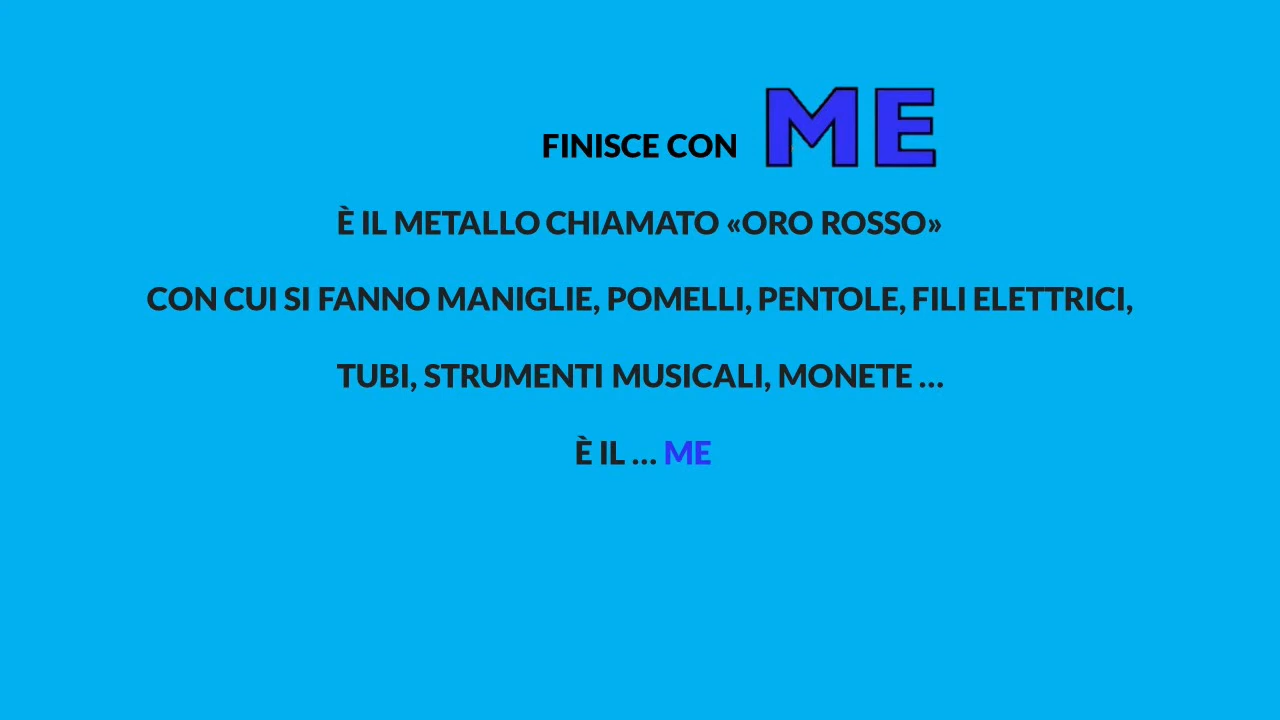 FINISCE CON ME
È IL METALLO CHIAMATO «ORO ROSSO»
CON CUI SI FANNO MANIGLIE, POMELLI, PENTOLE, FILI ELETTRICI,
TUBI, STRUMENTI MUSICALI, MONETE ...
È IL ... ME